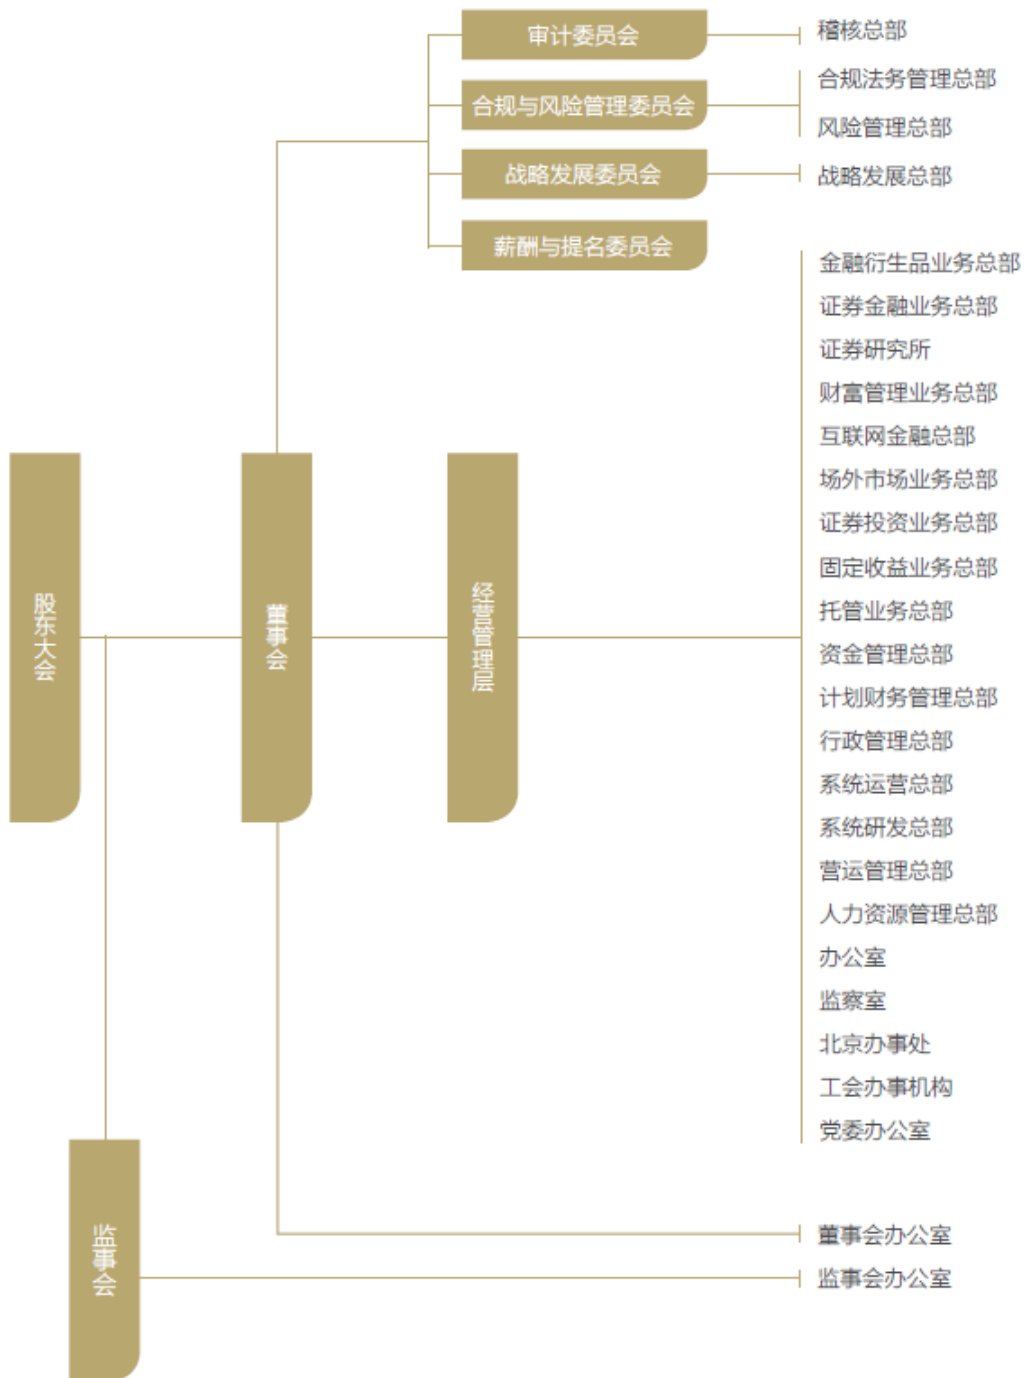 审计委员会
稽核总部
合规与风险管理委员会
合规法务管理总部
风险管理总部
战略发展委员会
战略发展总部
薪酬与提名委员会
股东大会
董事会
经营管理层
金融衍生品业务总部
证券金融业务总部
证券研究所
财富管理业务总部
互联网金融总部
场外市场业务总部
证券投资业务总部
固定收益业务总部
托管业务总部
资金管理总部
计划财务管理总部
行政管理总部
系统运营总部
系统研发总部
营运管理总部
人力资源管理总部
办公室
监察室
北京办事处
工会办事机构
党委办公室
董事会办公室
监事会
监事会办公室